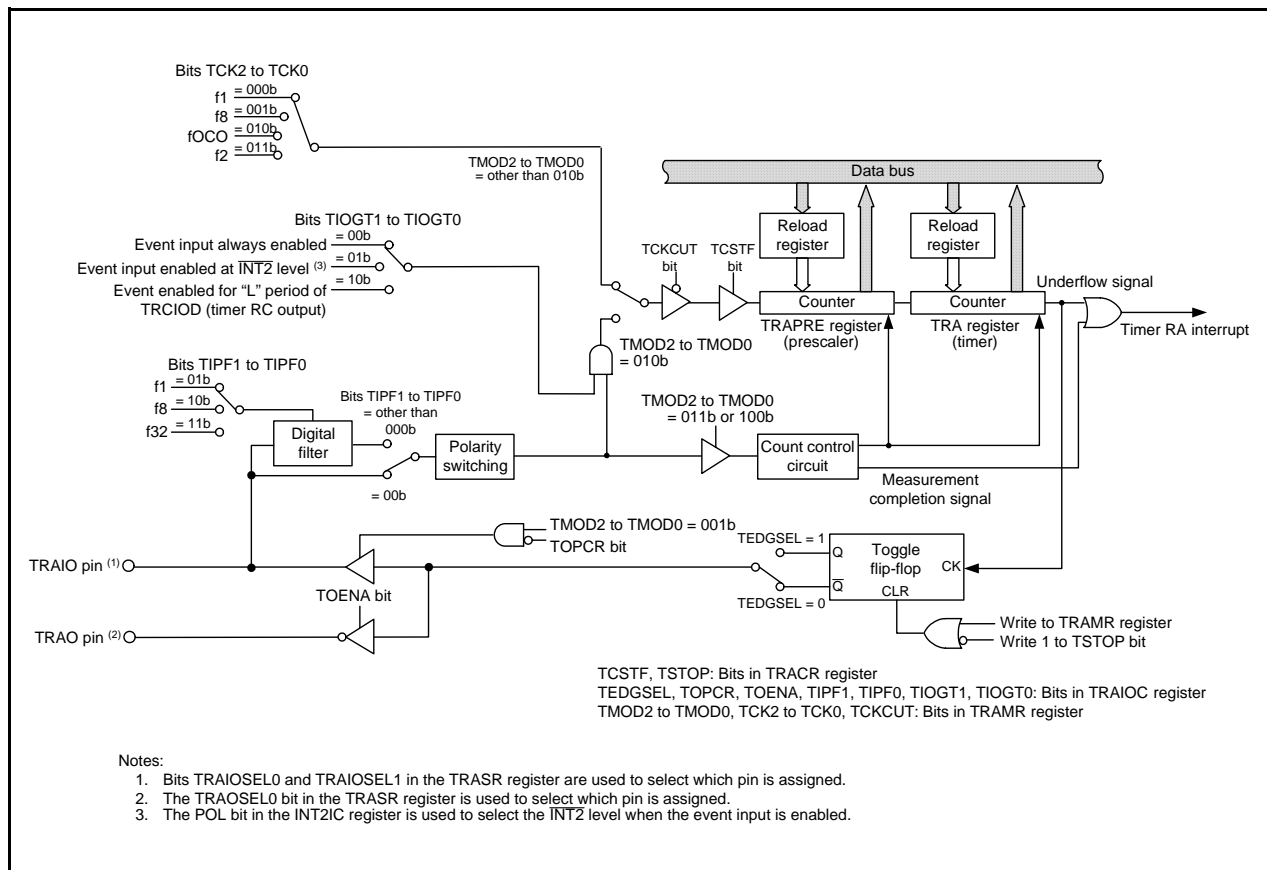 Bits TCK2 to TCK0
f1 = 000b
f8 = 001b
fOCO = 010b
f2 = 011b
TMOD2 to TMOD0
= other than 010b
Data bus
Bits TIOGT1 to TIOGT0
Event input always enabled = 00b
Event input enabled at INT2 level (3) = 01b
Event enabled for “L” period of = 10b
TRCIOD (timer RC output)
Reload
register
Reload
register
TCKCUT
bit
TCSTF
bit
Counter
Counter
Underflow signal
TRAPRE register
(prescaler)
TRA register
(timer)
Timer RA interrupt
TMOD2 to TMOD0
= 010b
Bits TIPF1 to TIPF0
f1 = 01b
f8 = 10b
f32 = 11b
Digital
filter
Bits TIPF1 to TIPF0
= other than
000b
= 00b
Polarity
switching
TMOD2 to TMOD0
= 011b or 100b
Count control
circuit
Measurement
completion signal
TMOD2 to TMOD0 = 001b
TOPCR bit
TRAIO pin (1)
TOENA bit
TRAO pin (2)
TEDGSEL = 1
TEDGSEL = 0
Q
Q
Toggle
flip-flop
CK
CLR
Write to TRAMR register
Write 1 to TSTOP bit
TCSTF, TSTOP: Bits in TRACR register
TEDGSEL, TOPCR, TOENA, TIPF1, TIPF0, TIOGT1, TIOGT0: Bits in TRAIOC register
TMOD2 to TMOD0, TCK2 to TCK0, TCKCUT: Bits in TRAMR register
Notes:
1. Bits TRAIOSEL0 and TRAIOSEL1 in the TRASR register are used to select which pin is assigned.
2. The TRAOSEL0 bit in the TRASR register is used to select which pin is assigned.
3. The POL bit in the INT2IC register is used to select the INT2 level when the event input is enabled.